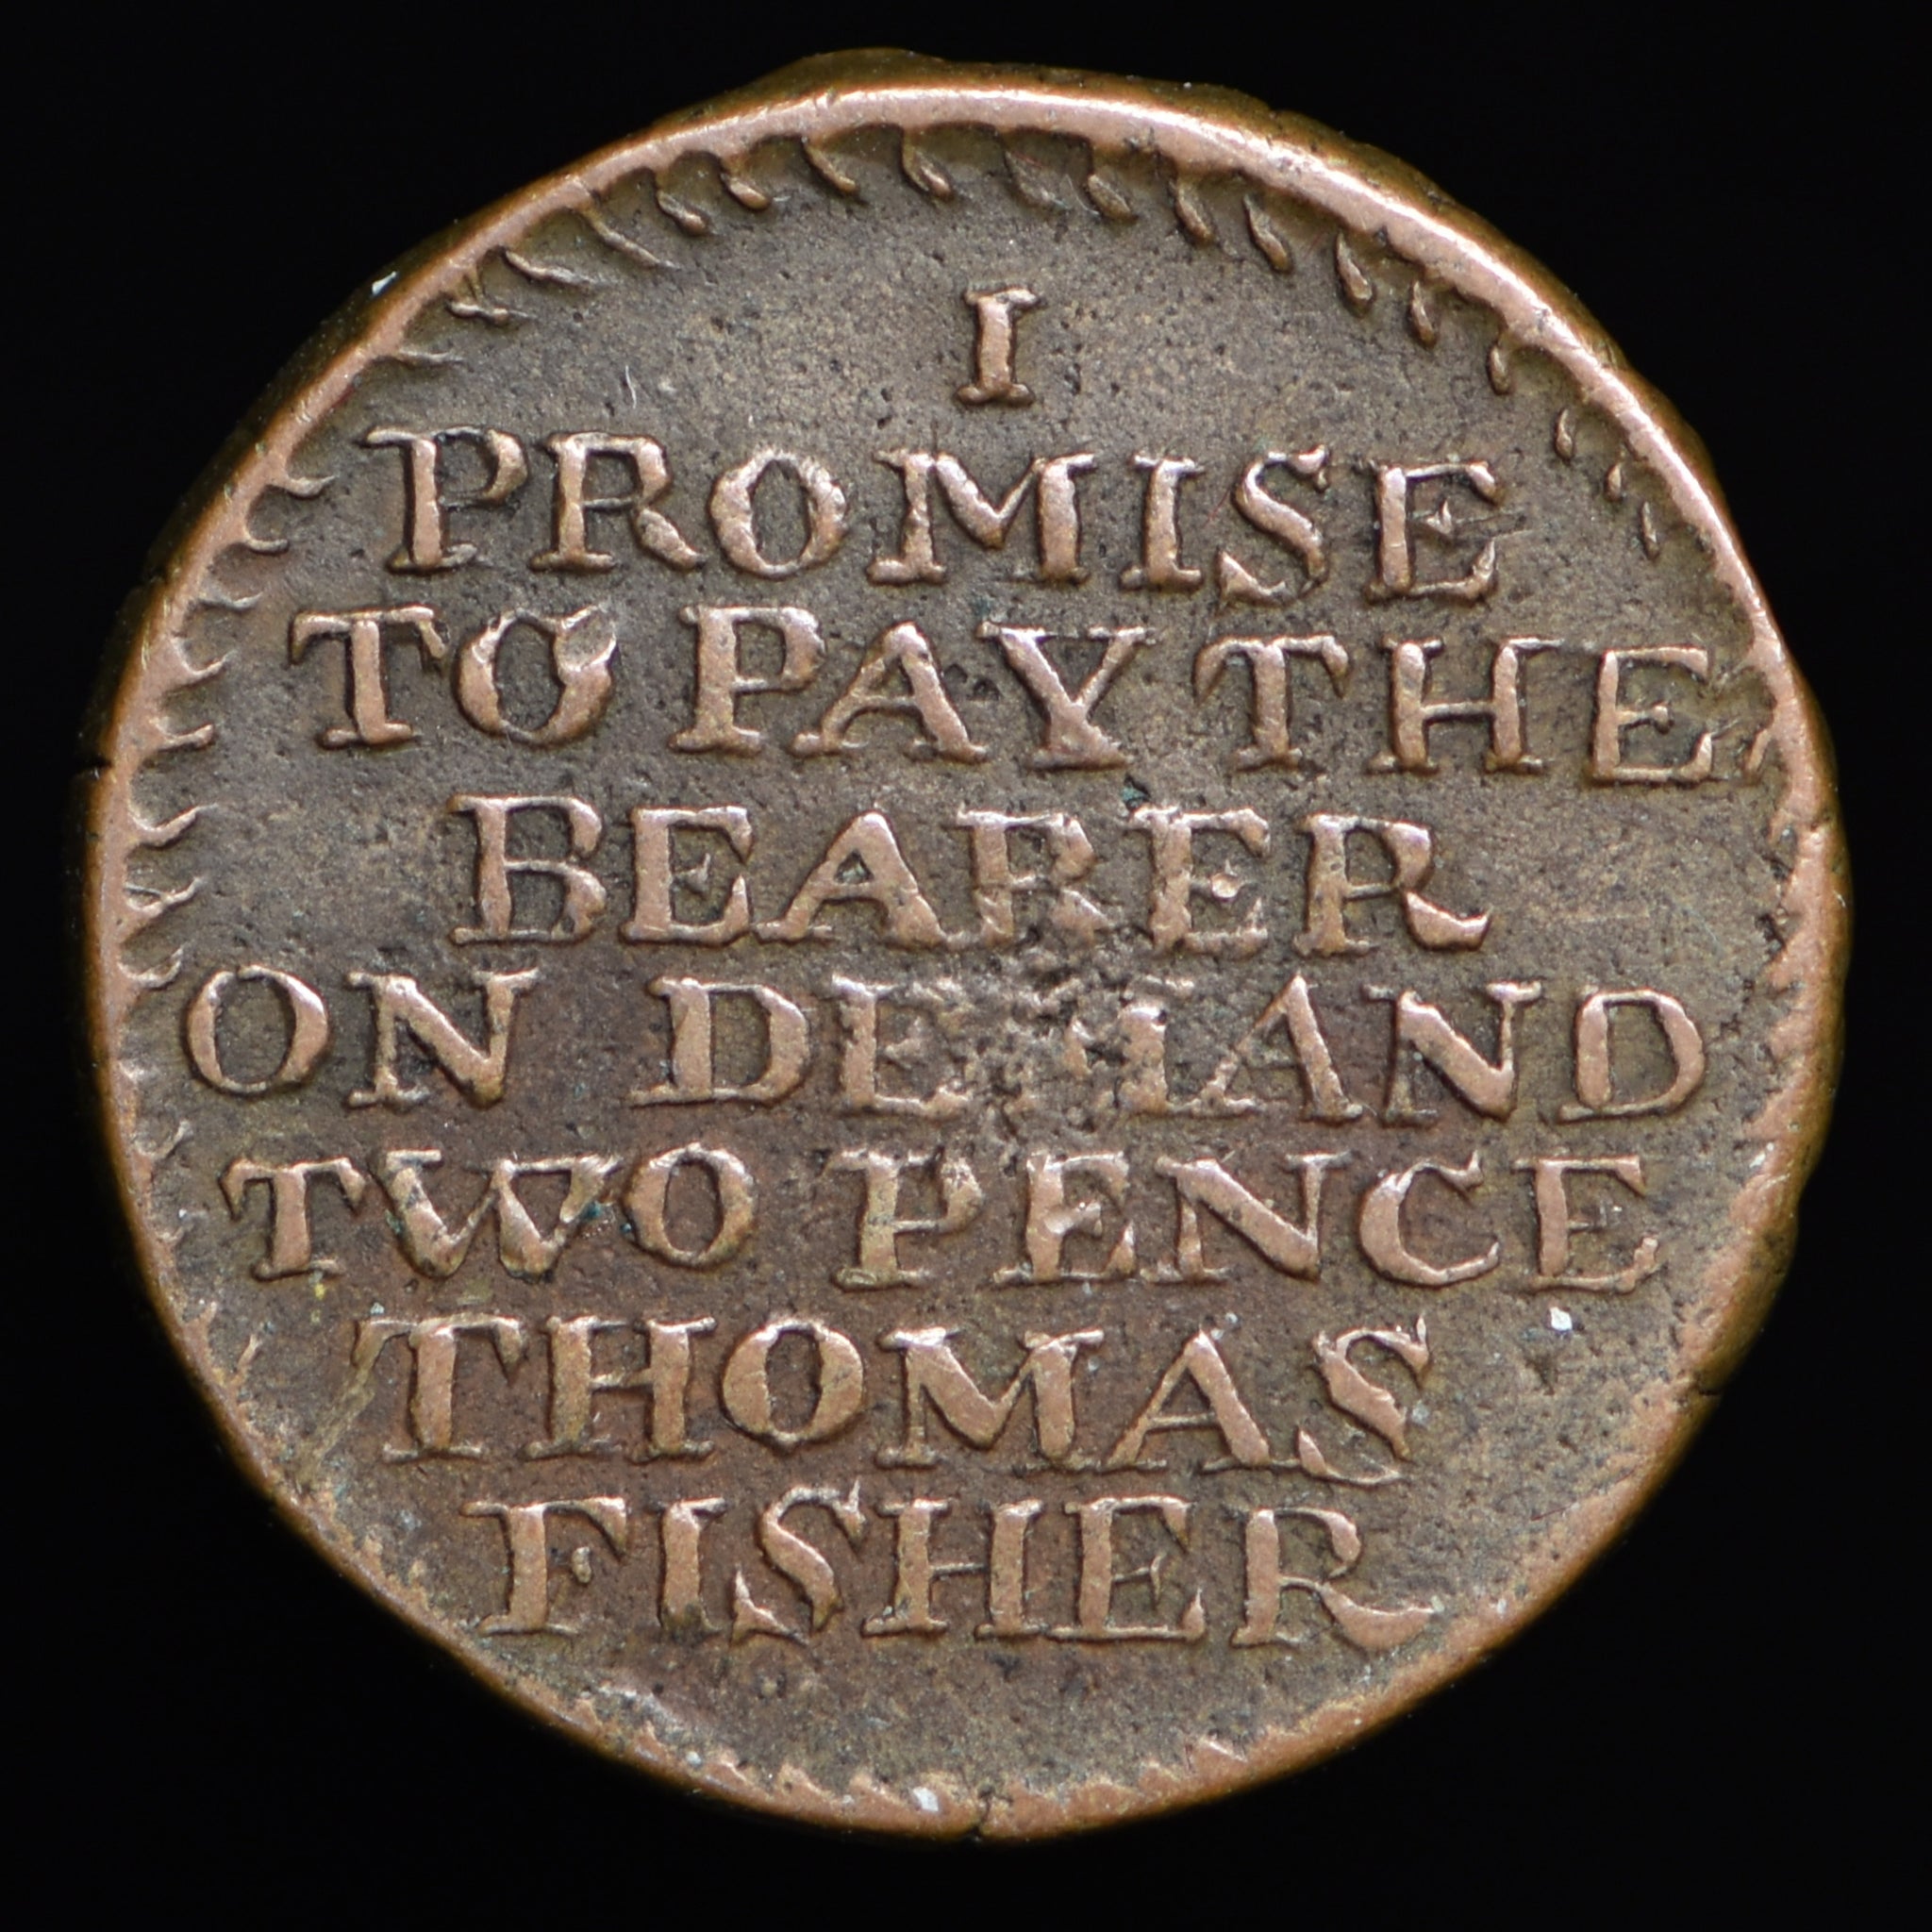 I
PROMISE
TO PAY THE
BEARER
ON DEMAND
TWO PENCE
THOMAS
FISHER